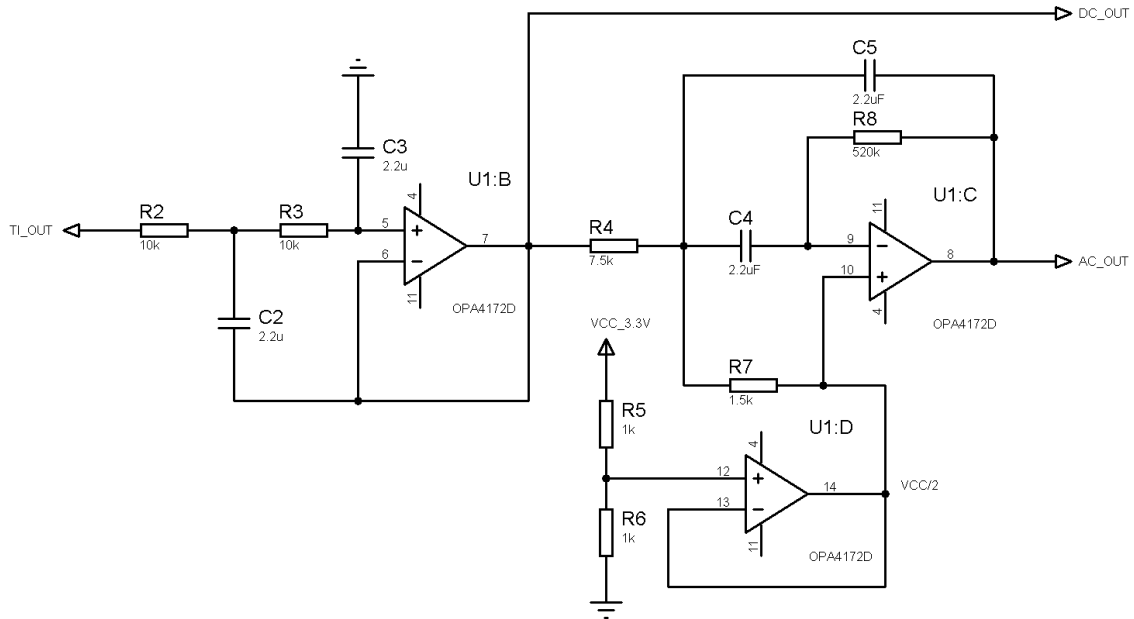 DC_OUT
C5
2.2uF
R8
520k
C3
2.2u
U1:B
4
U1:C
11
TI_OUT
R2
10k
R3
10k
5
6
7
11
OPA4172D
R4
7.5k
C4
2.2uF
9
10
8
4
AC_OUT
OPA4172D
C2
2.2u
VCC_3.3V
R7
1.5k
R5
1k
U1:D
4
12
13
14
VCC/2
R6
1k
11
OPA4172D